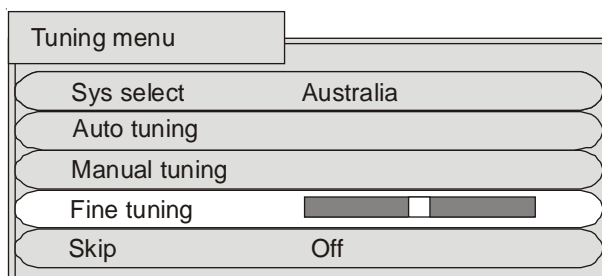 Tuning menu
Sys select Australia
Auto tuning
Manual tuning
Fine tuning
Skip Off